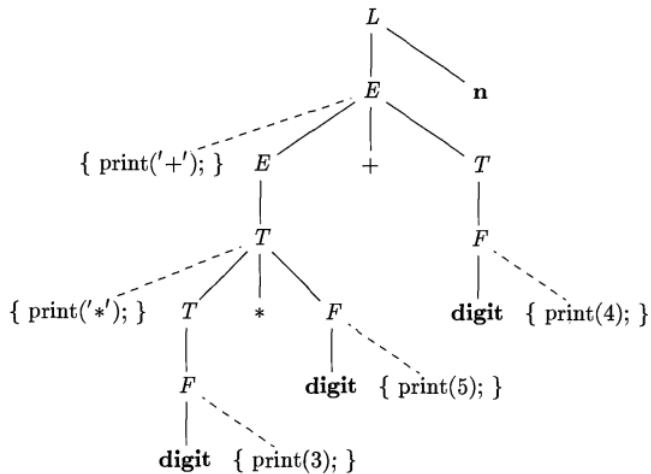 L
E n
{ print('+'); } E + T
T F
{ print('*'); } T * F digit { print(4); }
F digit { print(5); }
digit { print(3); }